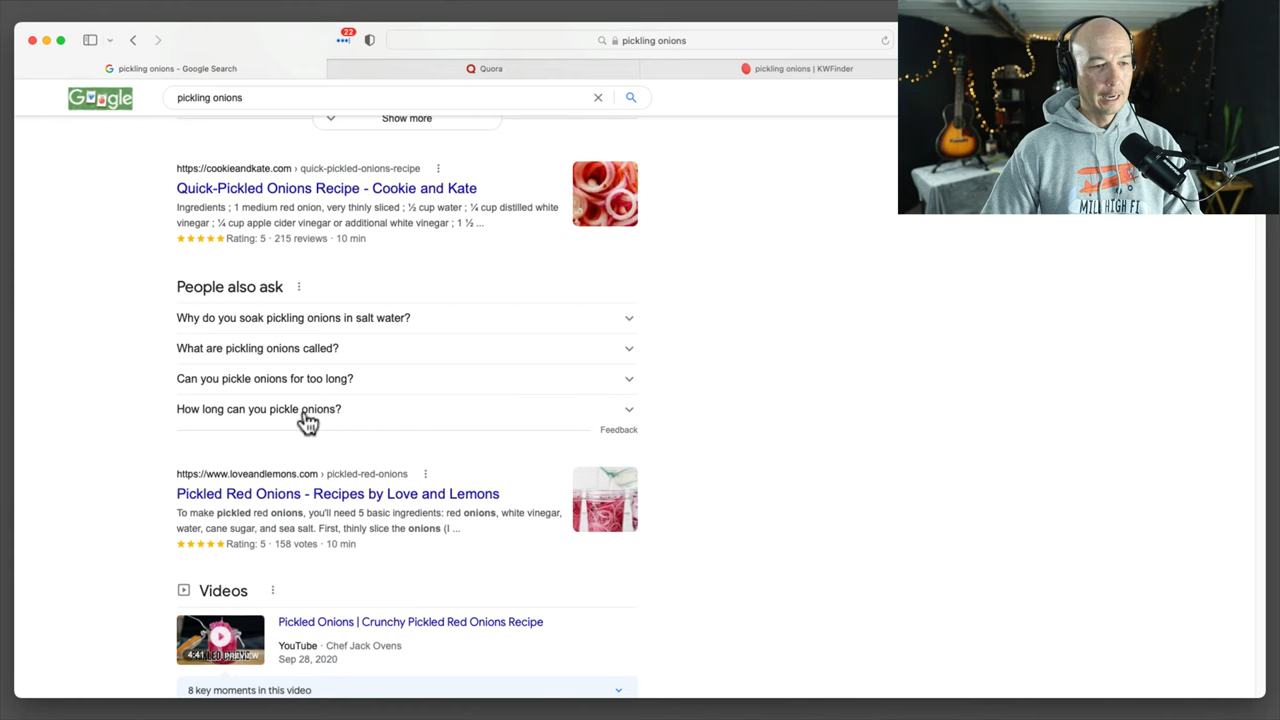 22
pickling onions
pickling onions - Google Search
Quora
pickling onions | KWFinder
Google
pickling onions
Show more
https://cookieandkate.com › quick-pickled-onions-recipe
Quick-Pickled Onions Recipe - Cookie and Kate
Ingredients ; 1 medium red onion, very thinly sliced ; ½ cup water ; ¼ cup distilled white
vinegar ; ¼ cup apple cider vinegar or additional white vinegar ; 1 ½ ...
Rating: 5 · 215 reviews · 10 min
People also ask
Why do you soak pickling onions in salt water?
What are pickling onions called?
Can you pickle onions for too long?
How long can you pickle onions?
Feedback
https://www.loveandlemons.com › pickled-red-onions
Pickled Red Onions - Recipes by Love and Lemons
To make pickled red onions, you'll need 5 basic ingredients: red onions, white vinegar,
water, cane sugar, and sea salt. First, thinly slice the onions (I ...
Rating: 5 · 158 votes · 10 min
Videos
Pickled Onions | Crunchy Pickled Red Onions Recipe
YouTube · Chef Jack Ovens
Sep 28, 2020
4:41
PREVIEW
8 key moments in this video
MILE HIGH FI